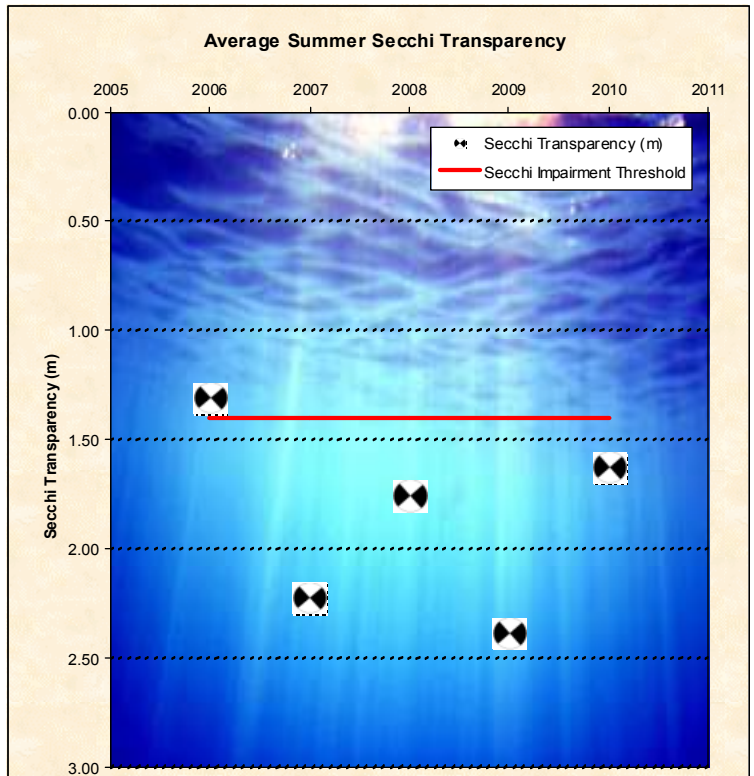 Average Summer Secchi Transparency
2005 2006 2007 2008 2009 2010 2011
0.00
Secchi Transparency (m)
Secchi Impairment Threshold
0.50
1.00
1.50
2.00
2.50
3.00
Secchi Transparency (m)